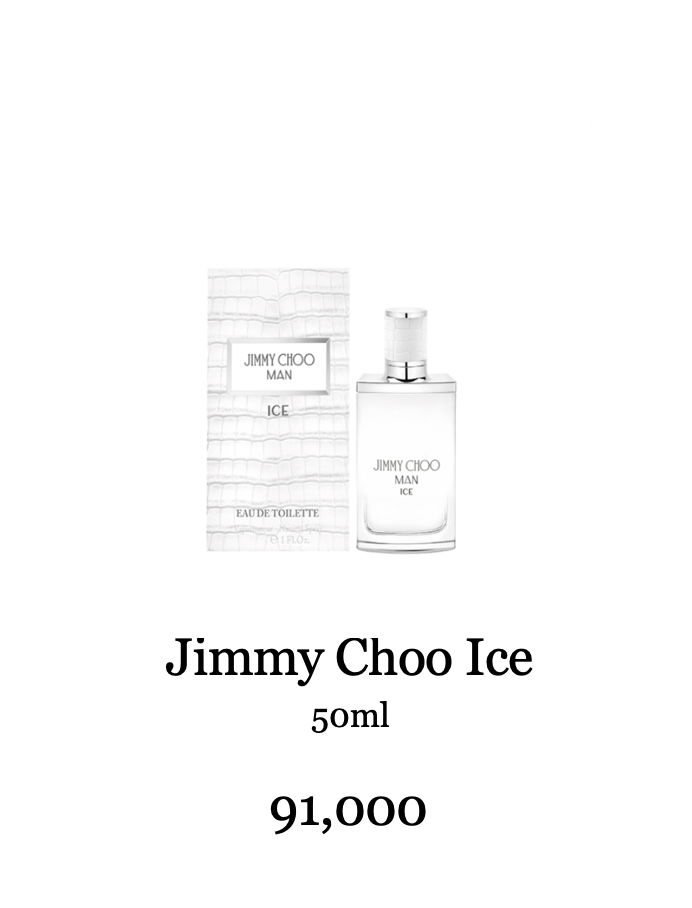 JIMMY CHOO
MAN
ICE
EAU DE TOILETTE
JIMMY CHOO
MAN
ICE
Jimmy Choo Ice
50ml
91,000